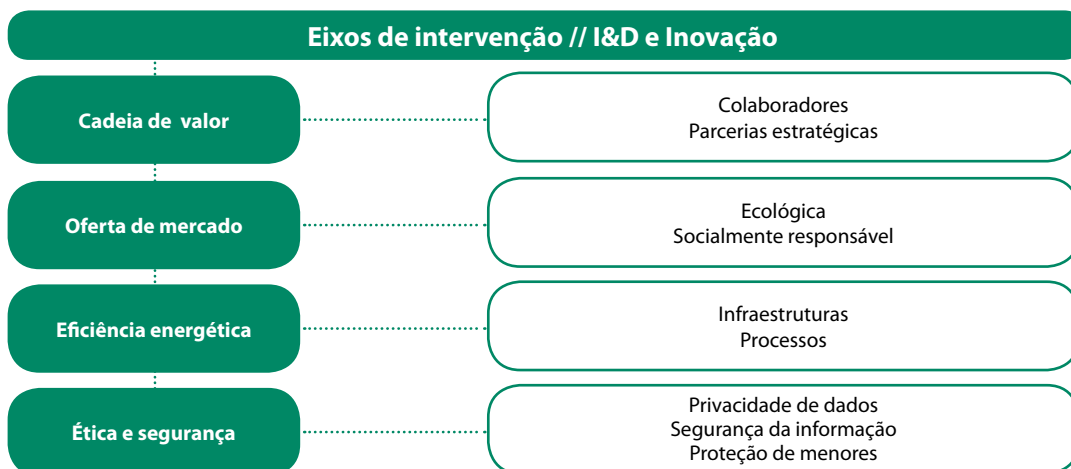 Eixos de intervenção // I&D e Inovação
Cadeia de valor
Colaboradores
Parcerias estratégicas
Oferta de mercado
Ecológica
Socialmente responsável
Eficiência energética
Infraestruturas
Processos
Ética e segurança
Privacidade de dados
Segurança da informação
Proteção de menores